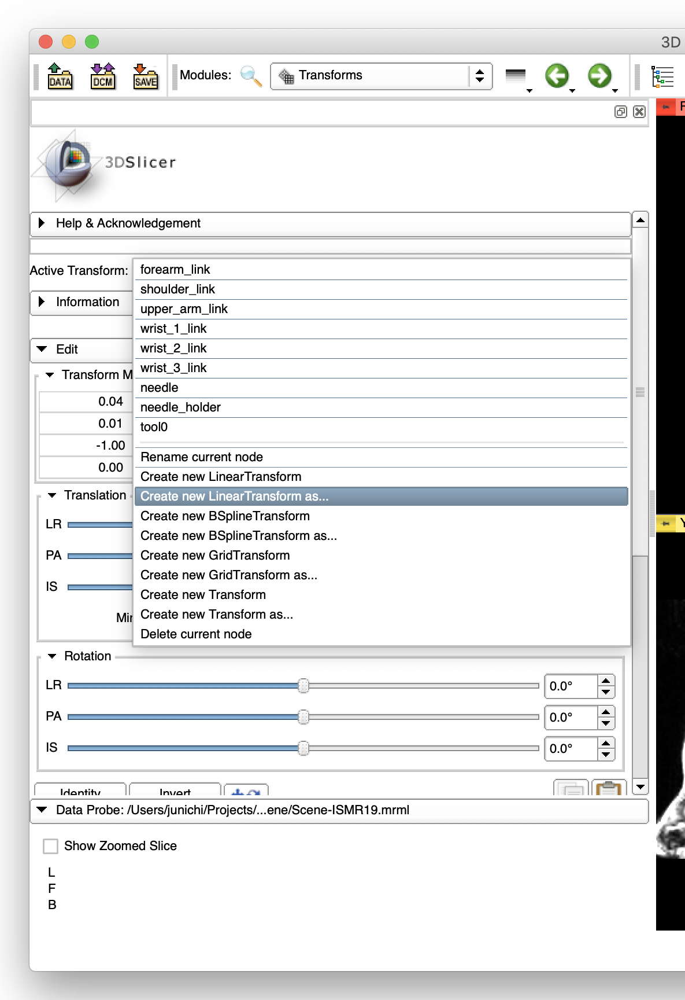 3D
DATA
DCM
SAVE
Modules:
Transforms
3DSlicer
Help & Acknowledgement
Active Transform:
forearm_link
shoulder_link
Information
upper_arm_link
wrist_1_link
Edit
wrist_2_link
wrist_3_link
Transform M
needle
0.04
needle_holder
0.01
tool0
-1.00
Rename current node
0.00
Create new LinearTransform
Translation
Create new LinearTransform as...
Create new BSplineTransform
LR
Create new BSplineTransform as...
PA
Create new GridTransform
Create new GridTransform as...
IS
Create new Transform
Min
Create new Transform as...
Delete current node
Rotation
LR
0.0°
PA
0.0°
IS
0.0°
Identity
Invert
Data Probe: /Users/junichi/Projects/...ene/Scene-ISMR19.mrml
Show Zoomed Slice
L
F
B